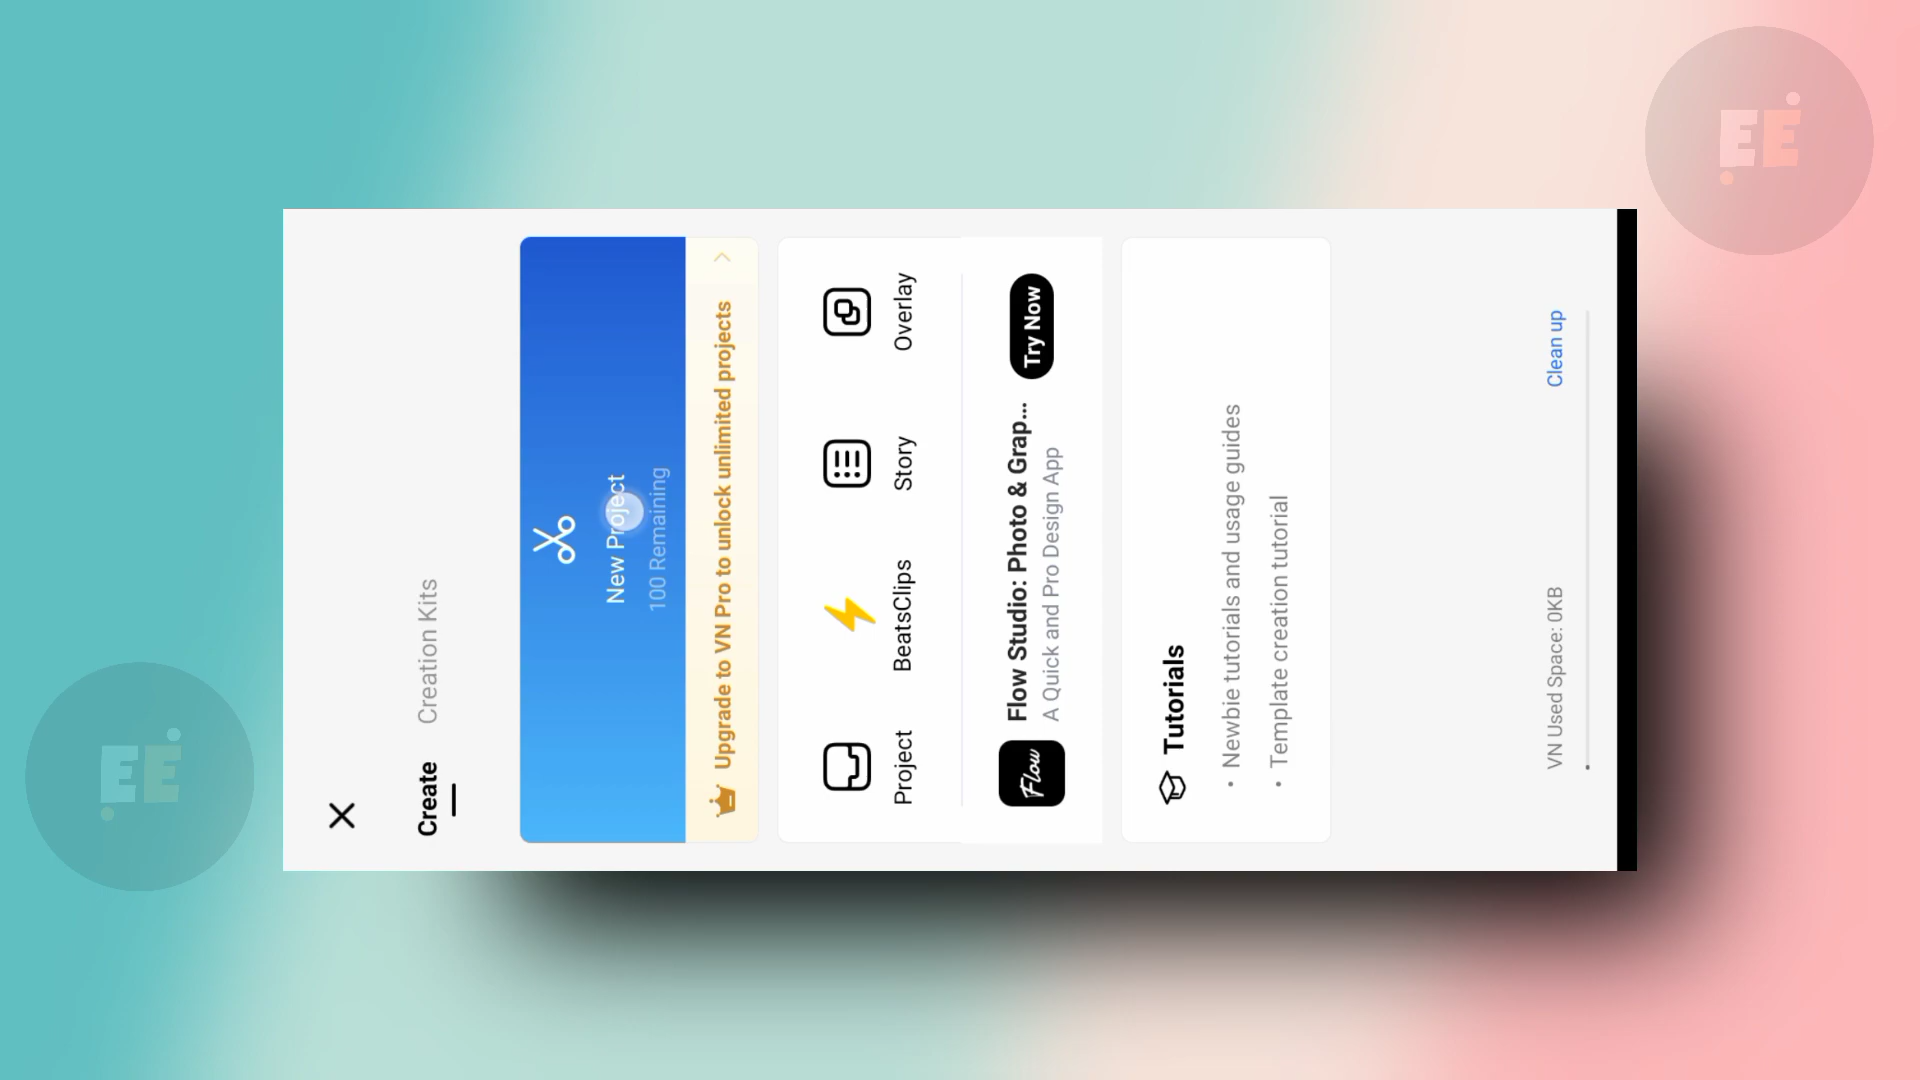 Create Creation Kits
New Project
100 Remaining
Upgrade to VN Pro to unlock unlimited projects
Project BeatsClips Story Overlay
Flow
Flow Studio: Photo & Grap...
A Quick and Pro Design App
Try Now
Tutorials
• Newbie tutorials and usage guides
• Template creation tutorial
VN Used Space: 0KB Clean up
EE
EE